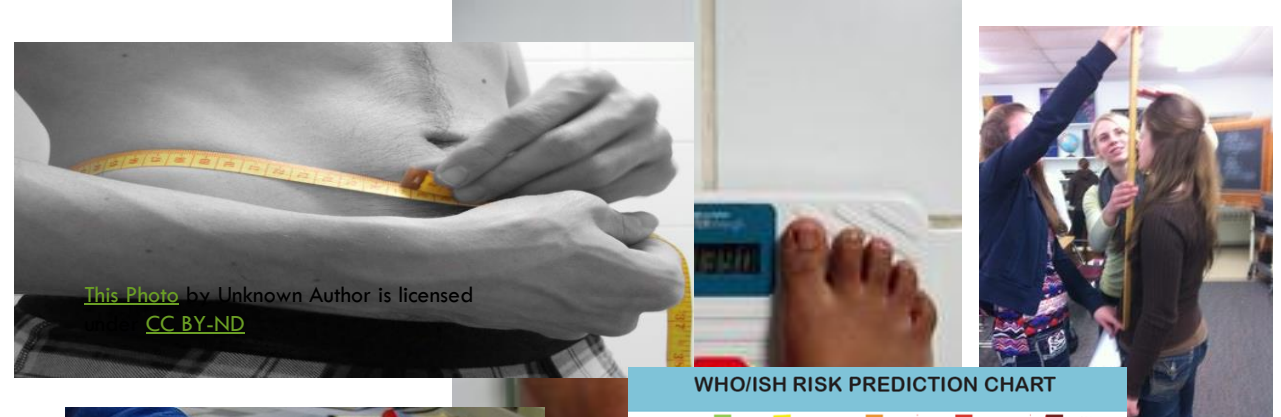 This Photo by Unknown Author is licensed
under CC BY-ND
WHO/ISH RISK PREDICTION CHART